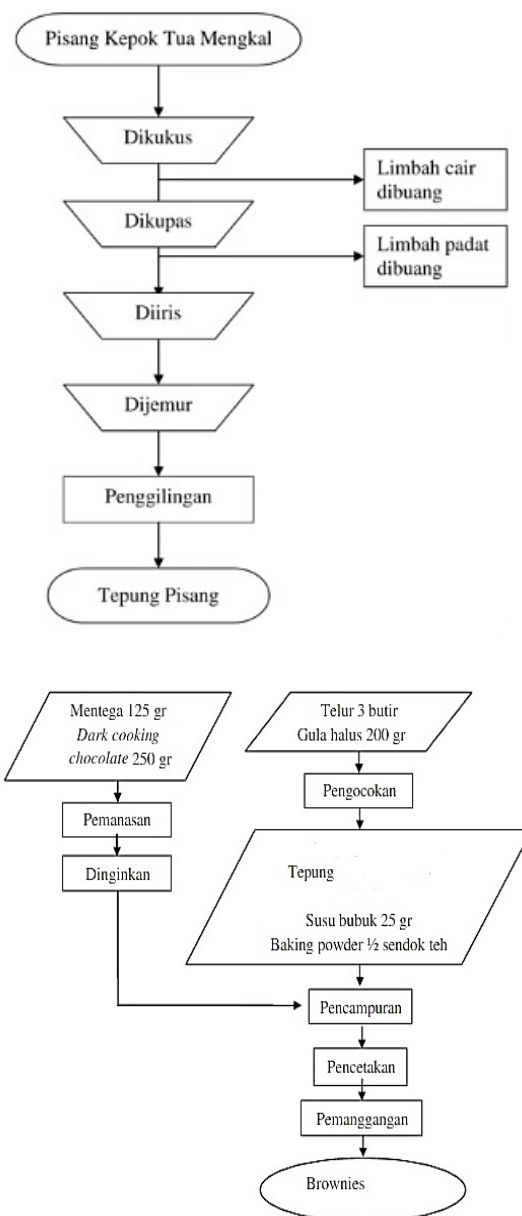 Pisang Kepok Tua Mengkal
Dikukus
Limbah cair
dibuang
Dikupas
Limbah padat
dibuang
Diiris
Dijemur
Penggilingan
Tepung Pisang
Mentega 125 gr
Dark cooking
chocolate 250 gr
Pemanasan
Dinginkan
Telur 3 butir
Gula halus 200 gr
Pengocokan
Tepung
Susu bubuk 25 gr
Baking powder ½ sendok teh
Pencampuran
Pencetakan
Pemanggangan
Brownies